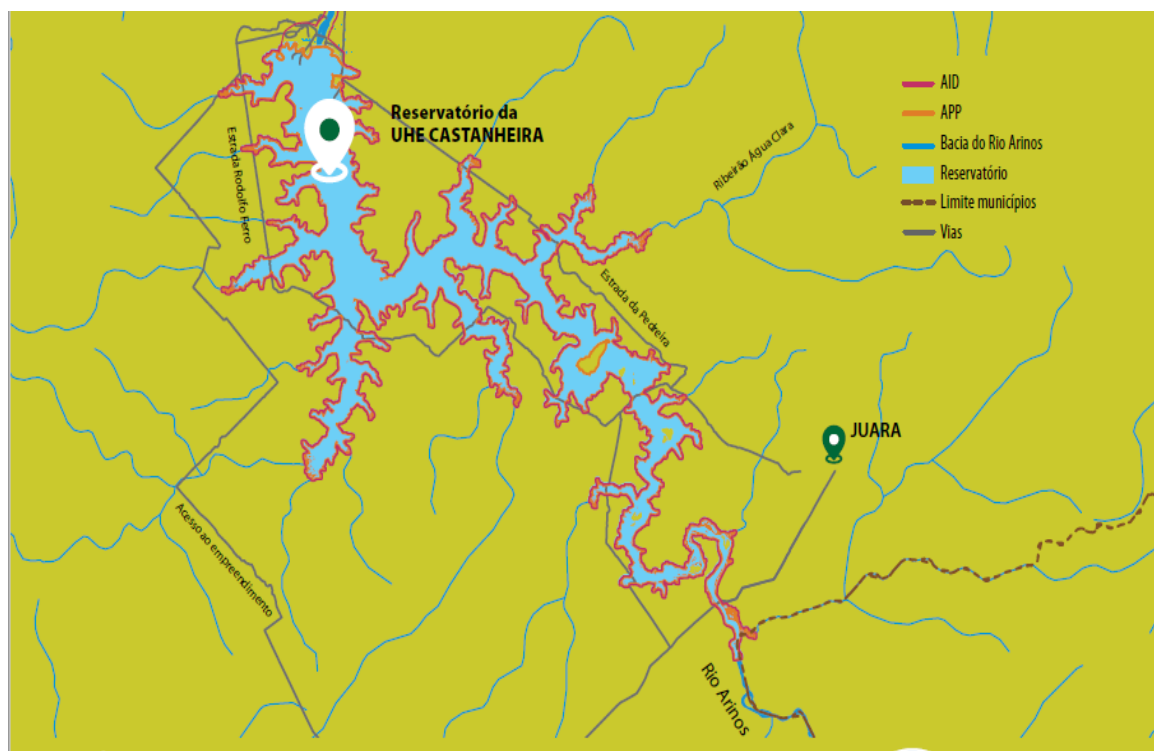 Reservatório da
UHE CASTANHEIRA
AID
APP
Bacia do Rio Arinos
Reservatório
Limite municípios
Vias
Ribeirão Água Clara
Estrada Rodolfo Ferro
Estrada da Pedreira
JUARA
Acesso ao empreendimento
Rio Arinos